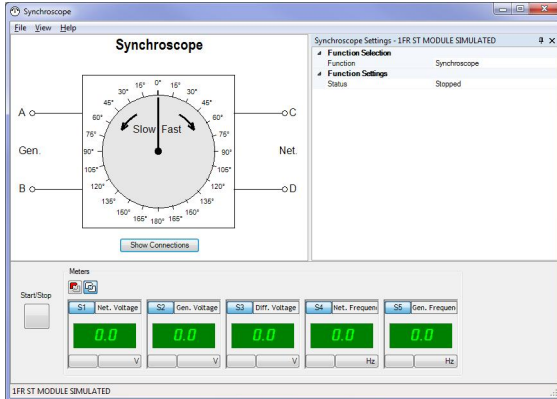 Synchroscope
File View Help
Synchroscope
Synchroscope Settings - 1FR ST MODULE SIMULATED
Function Selection
Function Synchroscope
Function Settings
Status Stopped
0°
15° 15°
30° 30°
45° 45°
60° 60°
75° 75°
90° 90°
105° 105°
120° 120°
135° 135°
150° 150°
165° 180° 165°
Slow Fast
A C
Gen. Net.
B D
Show Connections
Meters
Start/Stop
S1 Net. Voltage S2 Gen. Voltage S3 Diff. Voltage S4 Net. Frequen S5 Gen. Frequen
0.0 0.0 0.0 0.0 0.0
V V V Hz Hz
1FR ST MODULE SIMULATED